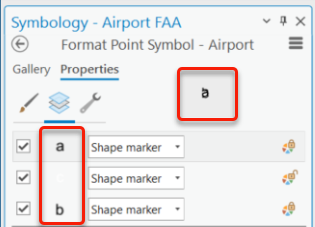 Symbology - Airport FAA
Format Point Symbol - Airport
Gallery Properties
a
a Shape marker
c Shape marker
b Shape marker